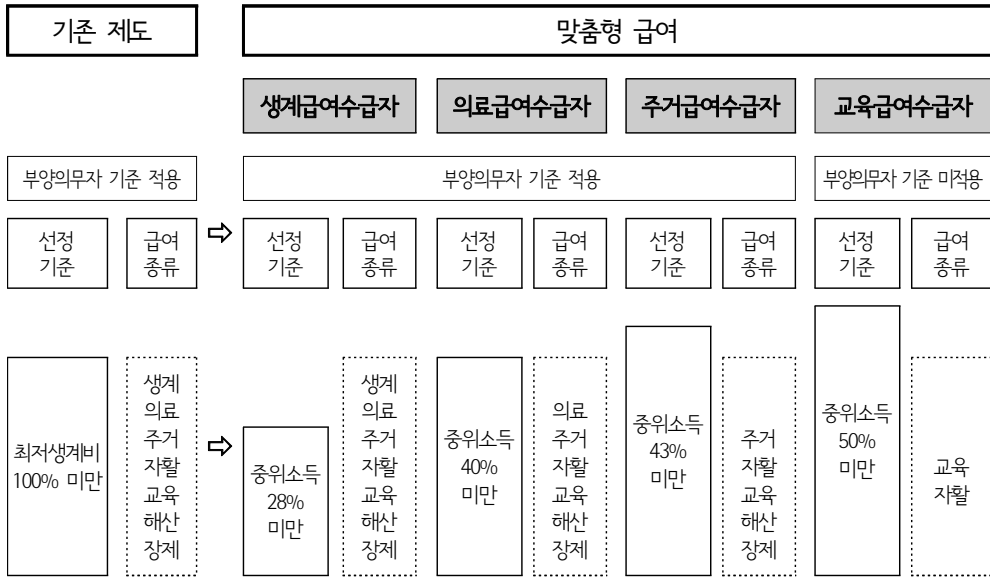 기존 제도
맞춤형 급여
생계급여수급자
의료급여수급자
주거급여수급자
교육급여수급자
부양의무자 기준 적용
부양의무자 기준 적용
부양의무자 기준 미적용
선정
기준
급여
종류
⇨
선정
기준
급여
종류
선정
기준
급여
종류
선정
기준
급여
종류
선정
기준
급여
종류
최저생계비
100% 미만
생계
의료
주거
자활
교육
해산
장제
⇨
중위소득
28%
미만
생계
의료
주거
자활
교육
해산
장제
중위소득
40%
미만
의료
주거
자활
교육
해산
장제
중위소득
43%
미만
주거
자활
교육
해산
장제
중위소득
50%
미만
교육
자활